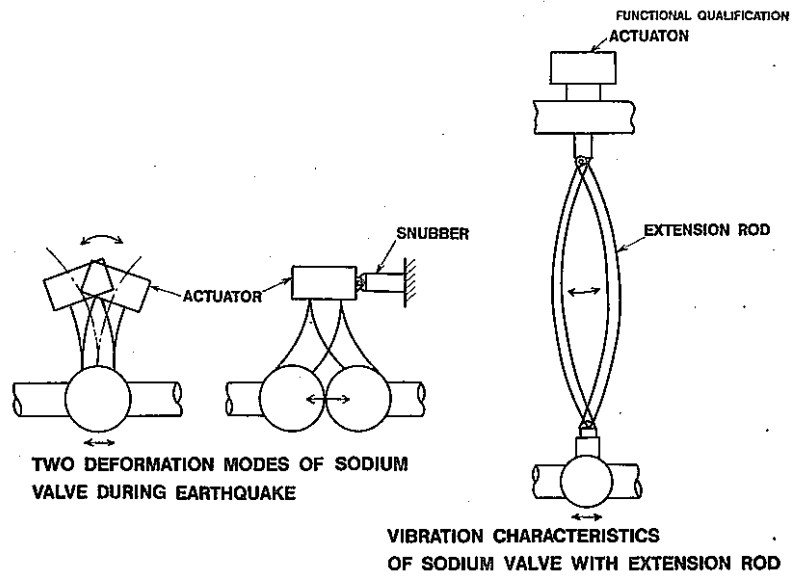 FUNCTIONAL QUALIFICATION
ACTUATON
EXTENSION ROD
SNUBBER
ACTUATOR
TWO DEFORMATION MODES OF SODIUM
VALVE DURING EARTHQUAKE
VIBRATION CHARACTERISTICS
OF SODIUM VALVE WITH EXTENSION ROD